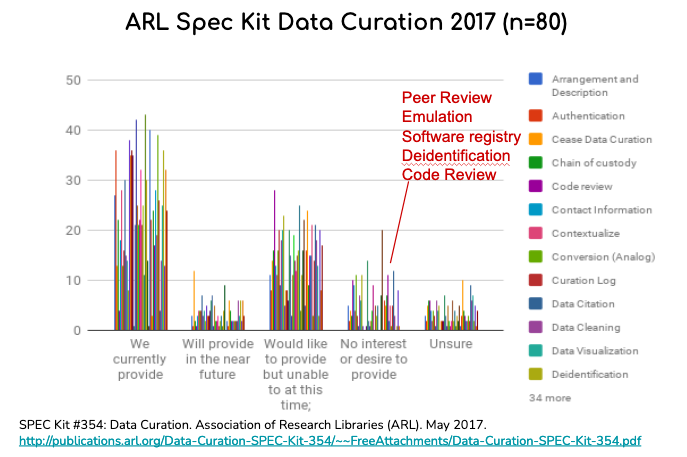 ARL Spec Kit Data Curation 2017 (n=80)
50
40
30
20
10
0
We
currently
provide
Will provide
in the near
future
Would like
to provide
but unable
to at this
time;
No interest
or desire to
provide
Unsure
Peer Review
Emulation
Software registry
Deidentification
Code Review
Arrangement and
Description
Authentication
Cease Data Curation
Chain of custody
Code review
Contact Information
Contextualize
Conversion (Analog)
Curation Log
Data Citation
Data Cleaning
Data Visualization
Deidentification
34 more
SPEC Kit #354: Data Curation. Association of Research Libraries (ARL). May 2017.
http://publications.arl.org/Data-Curation-SPEC-Kit-354/~~FreeAttachments/Data-Curation-SPEC-Kit-354.pdf